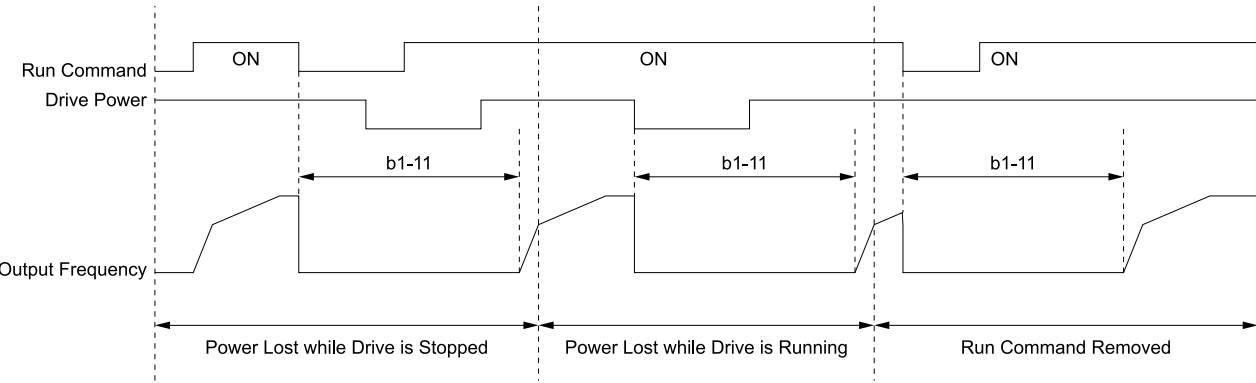 Run Command
ON
ON
ON
Drive Power
b1-11
b1-11
b1-11
Output Frequency
Power Lost while Drive is Stopped
Power Lost while Drive is Running
Run Command Removed